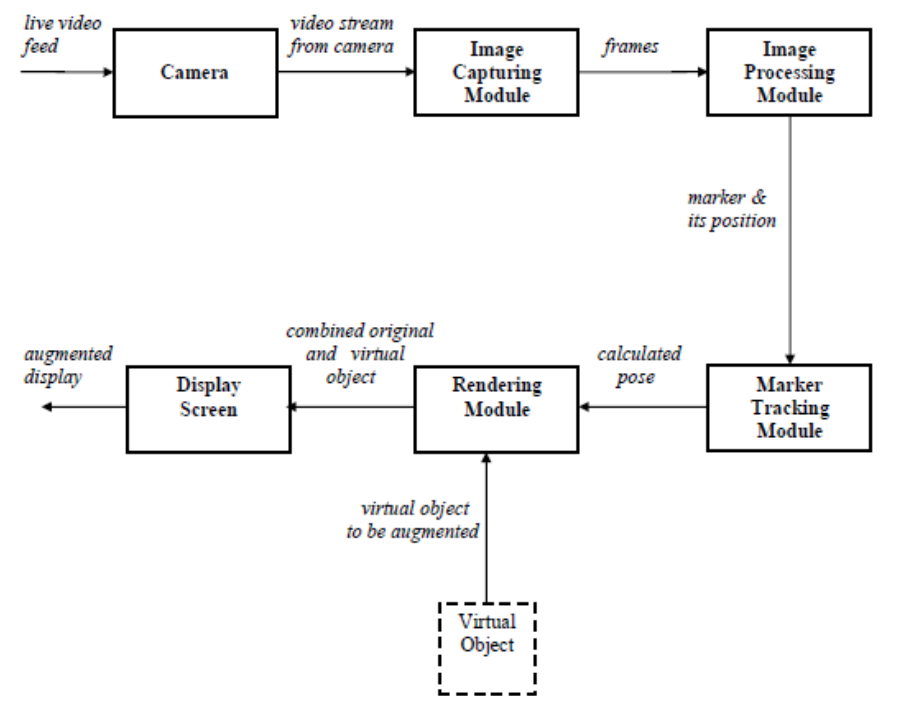 live video
feed
Camera
video stream
from camera
Image
Capturing
Module
frames
Image
Processing
Module
marker &
its position
augmented
display
Display
Screen
combined original
and virtual
object
Rendering
Module
calculated
pose
Marker
Tracking
Module
virtual object
to be augmented
Virtual
Object